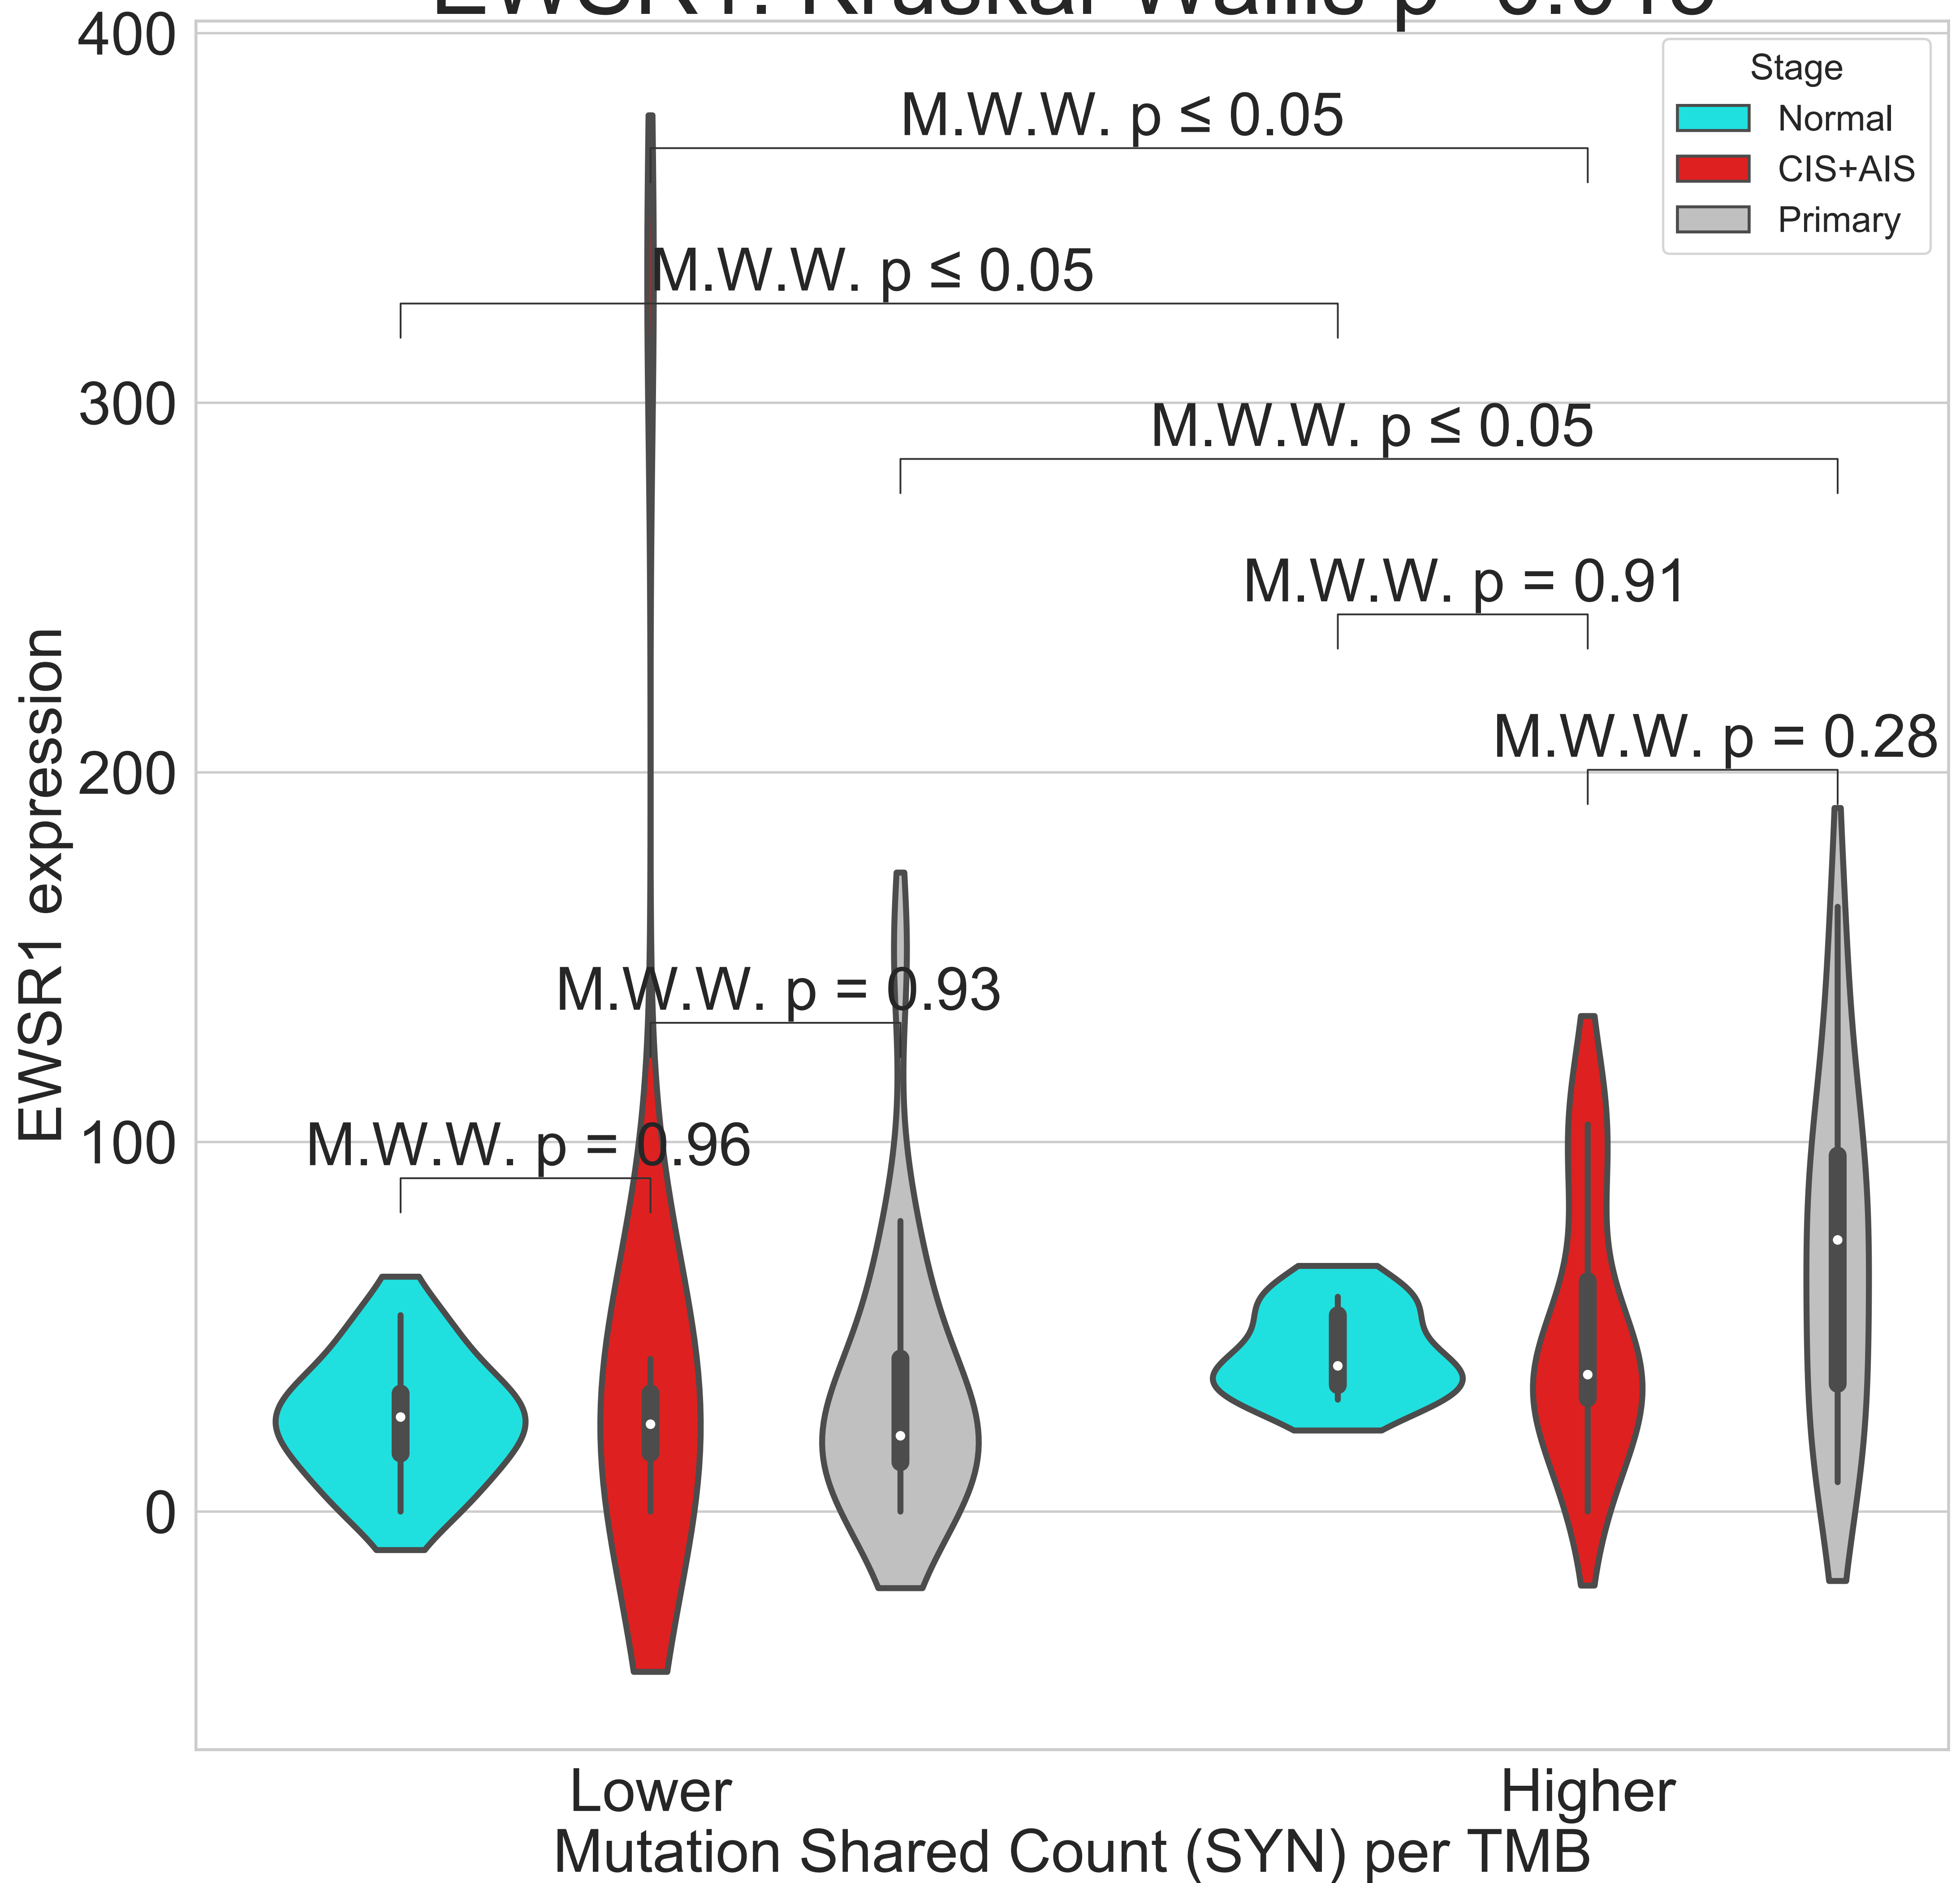 400
Stage
Normal
CIS+AIS
Primary
M.W.W. p ≤ 0.05
M.W.W. p ≤ 0.05
300
M.W.W. p ≤ 0.05
M.W.W. p = 0.91
M.W.W. p = 0.28
200
EWSR1 expression
M.W.W. p = 0.93
M.W.W. p = 0.96
100
0
Lower
Higher
Mutation Shared Count (SYN) per TMB